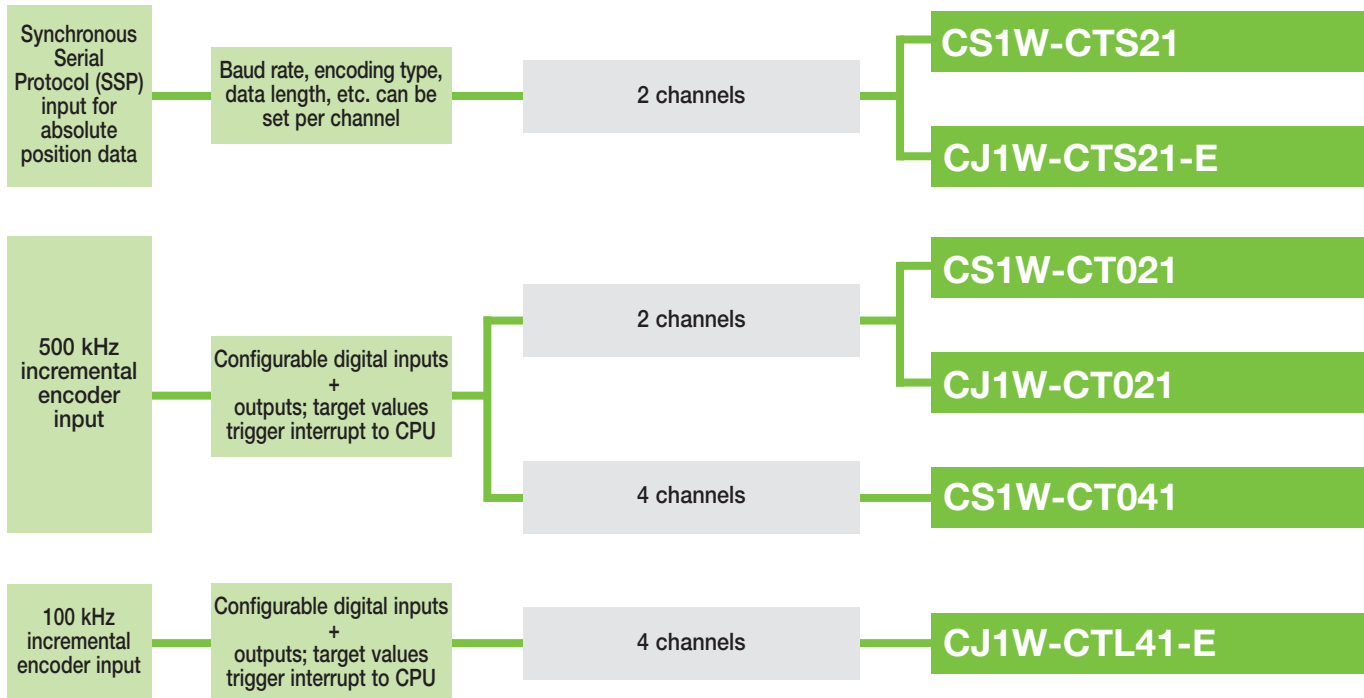 Synchronous
Serial
Protocol (SSP)
input for
absolute
position data
Baud rate, encoding type,
data length, etc. can be
set per channel
2 channels
CS1W-CTS21
CJ1W-CTS21-E
500 kHz
incremental
encoder
input
Configurable digital inputs
+
outputs; target values
trigger interrupt to CPU
2 channels
CS1W-CT021
CJ1W-CT021
4 channels
CS1W-CT041
100 kHz
incremental
encoder input
Configurable digital inputs
+
outputs; target values
trigger interrupt to CPU
4 channels
CJ1W-CTL41-E